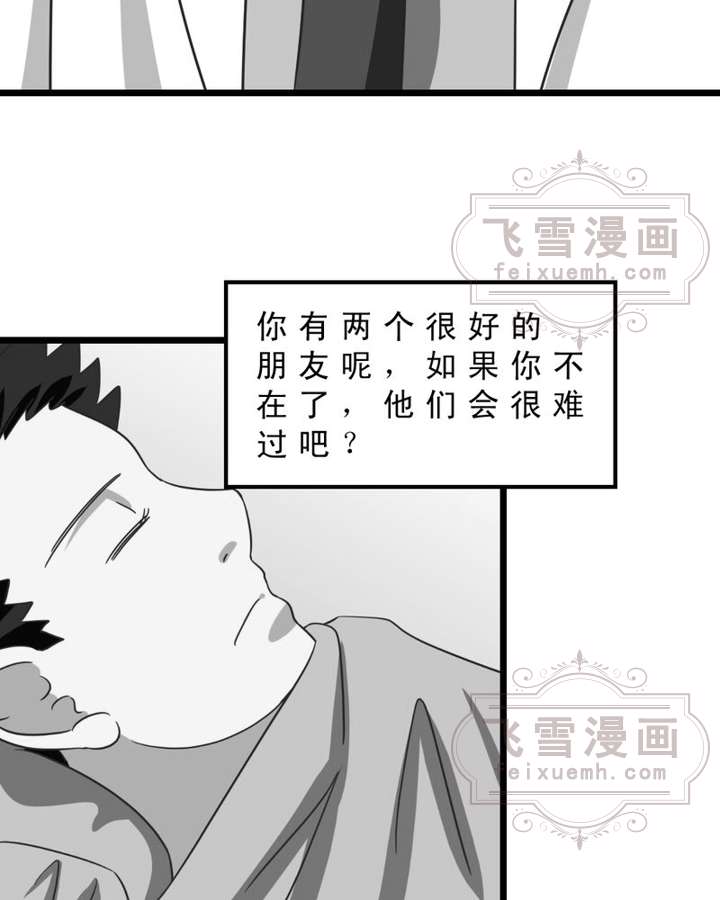 飞雪漫画
feixuemh.com
你有两个很好的
朋友呢，如果你不
在了，他们会很难
过吧？
飞雪漫画
feixuemh.com